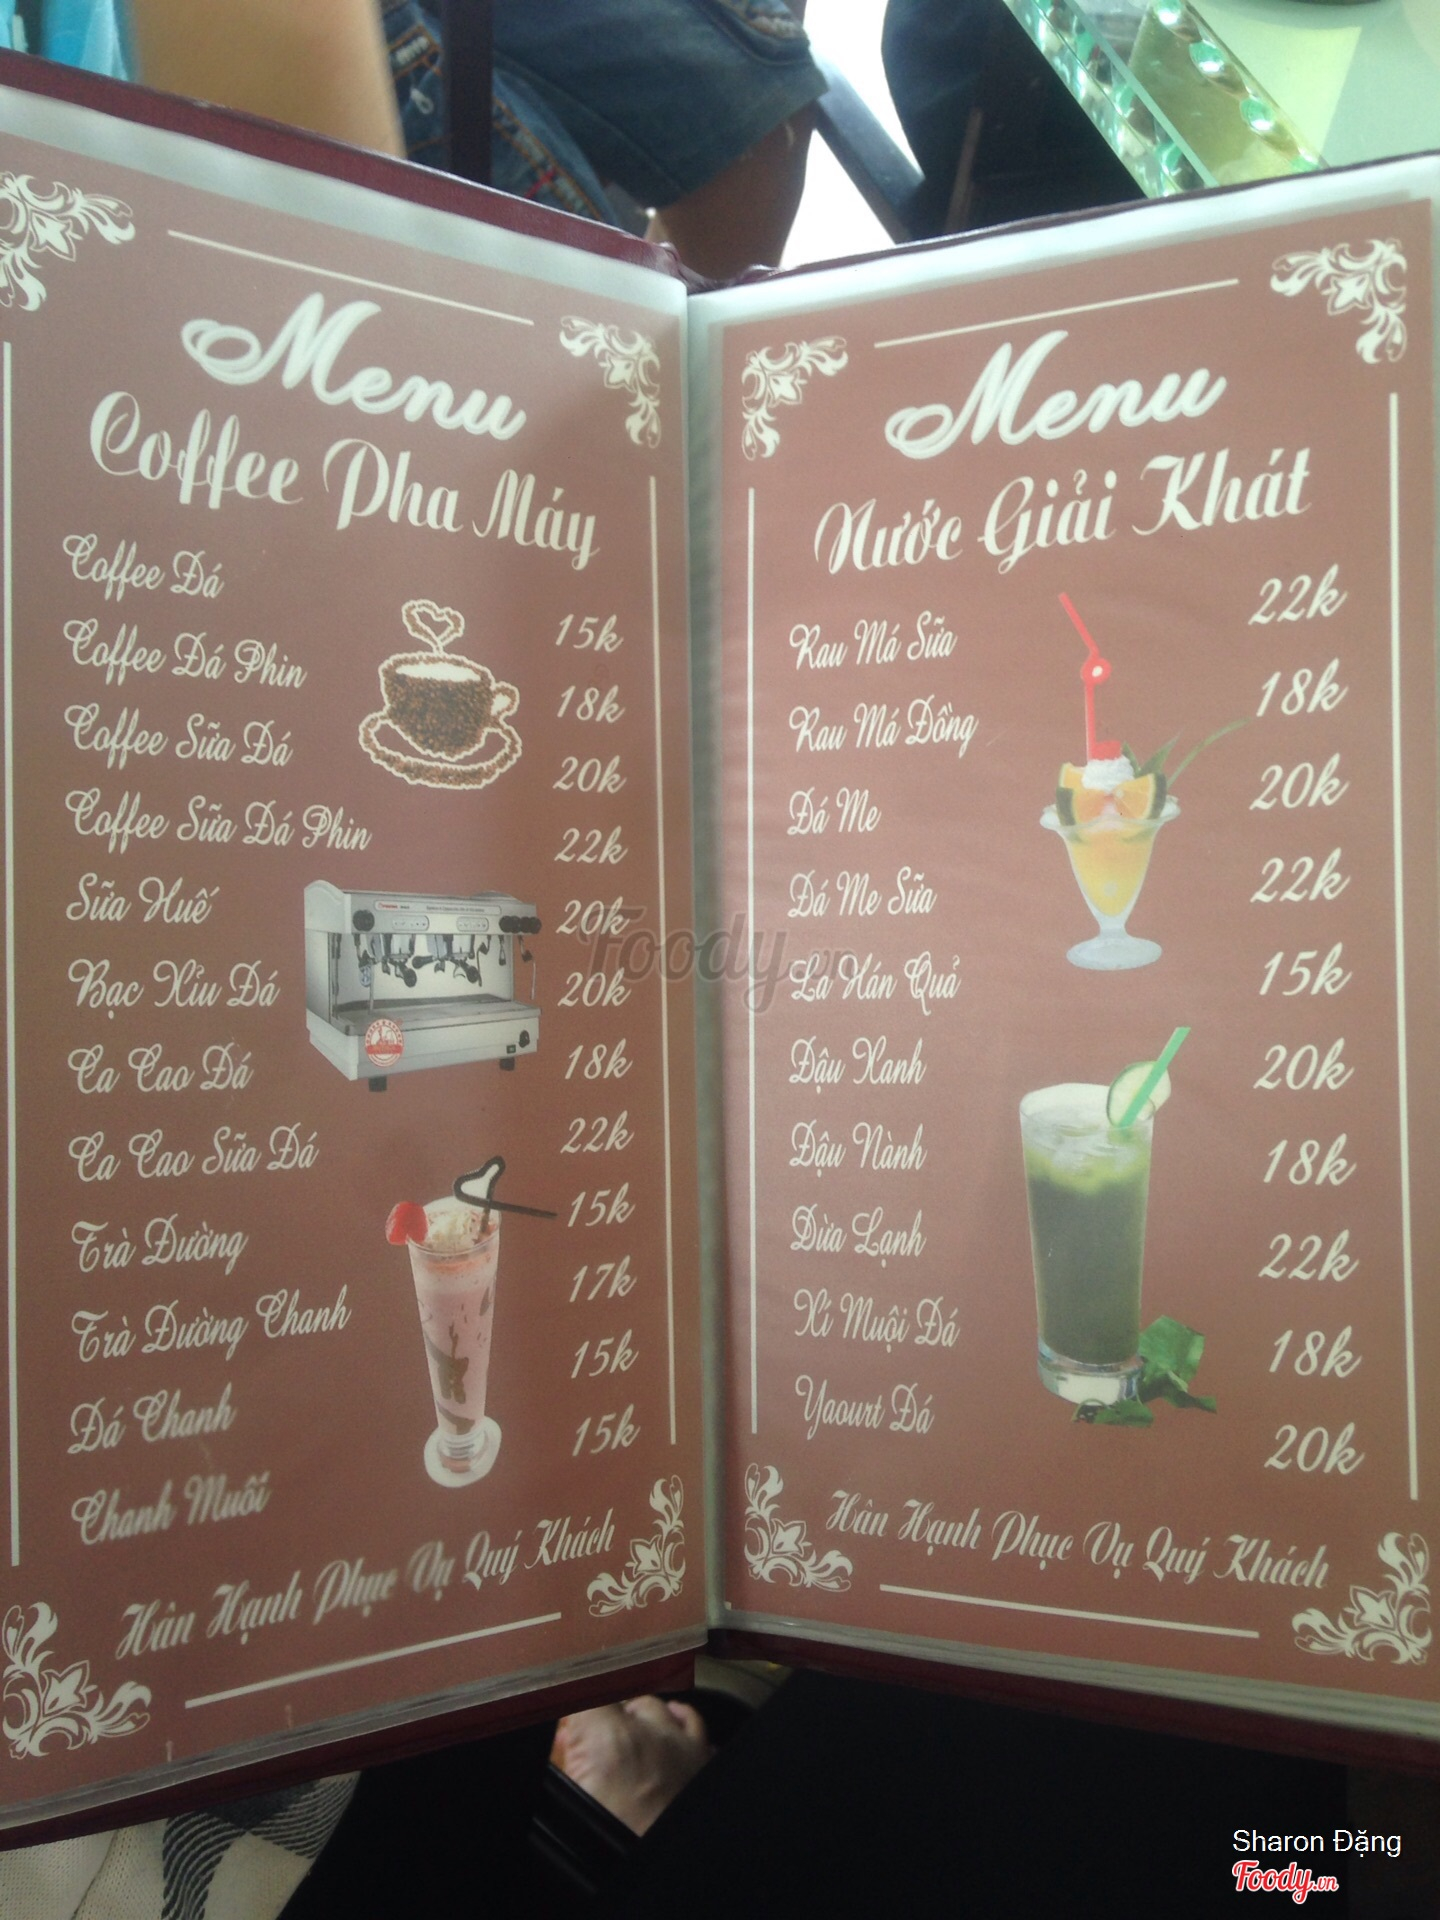 Menu
Coffee Pha Máy
Coffee Đá 15k
Coffee Đá Phin 18k
Coffee Sữa Đá 20k
Coffee Sữa Đá Phin 22k
Sữa Huế 20k
Bạc Xỉu Đá 20k
Ca Cao Đá 18k
Ca Cao Sữa Đá 22k
Trà Đường 15k
Trà Đường Chanh 17k
Đá Chanh 15k
Chanh Muối 15k
Hân Hạnh Phục Vụ Quý Khách
Menu
Nước Giải Khát
Rau Má Sữa 22k
Rau Má Đồng 18k
Đá Me 20k
Đá Me Sữa 22k
La Hán Quả 15k
Đậu Xanh 20k
Đậu Nành 18k
Dừa Lạnh 22k
Xí Muội Đá 18k
Yaourt Đá 20k
Hân Hạnh Phục Vụ Quý Khách
Foody.vn
Sharon Đặng
Foody.vn